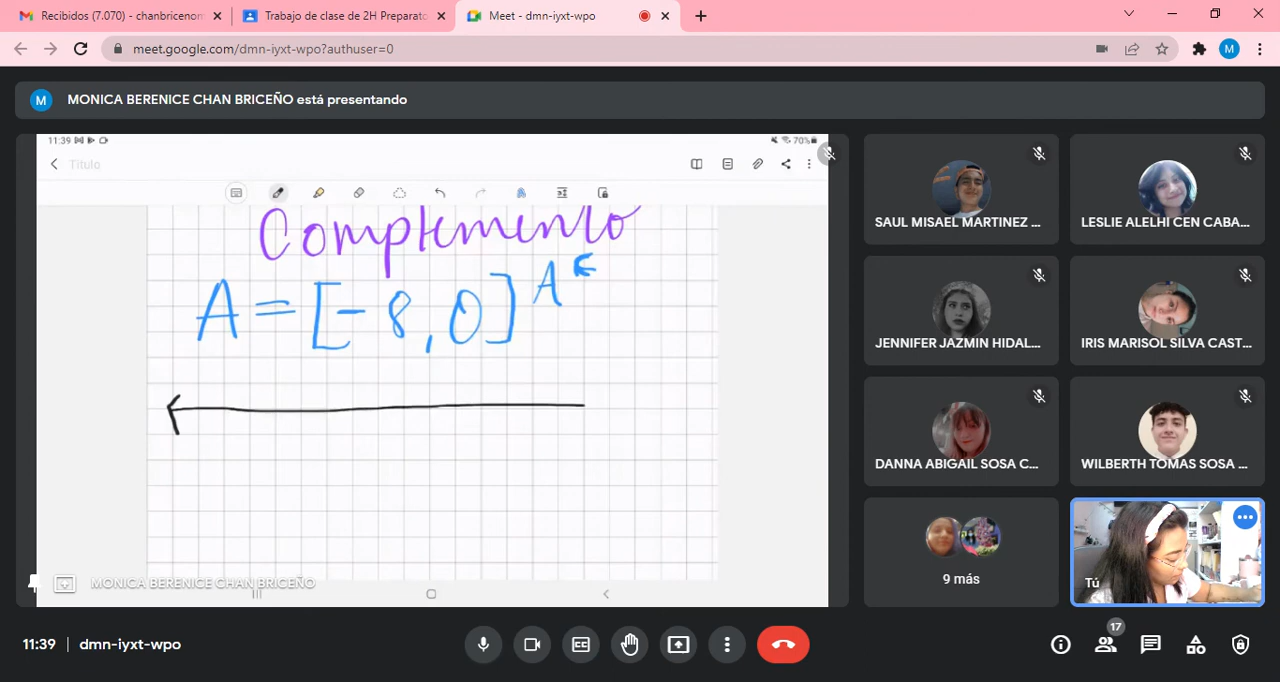 Recibidos (7.070) - chanbricenom
Trabajo de clase de 2H Preparato
Meet - dmn-iyxt-wpo
meet.google.com/dmn-iyxt-wpo?authuser=0
M
M
MONICA BERENICE CHAN BRICEÑO está presentando
11:39
70%
Título
Complemento
A = [-8,0] A^c
MONICA BERENICE CHAN BRICEÑO
SAUL MISAEL MARTINEZ ...
LESLIE ALELHI CEN CABA...
JENNIFER JAZMIN HIDAL...
IRIS MARISOL SILVA CAST...
DANNA ABIGAIL SOSA C...
WILBERTH TOMAS SOSA ...
9 más
Tú
11:39 | dmn-iyxt-wpo
17